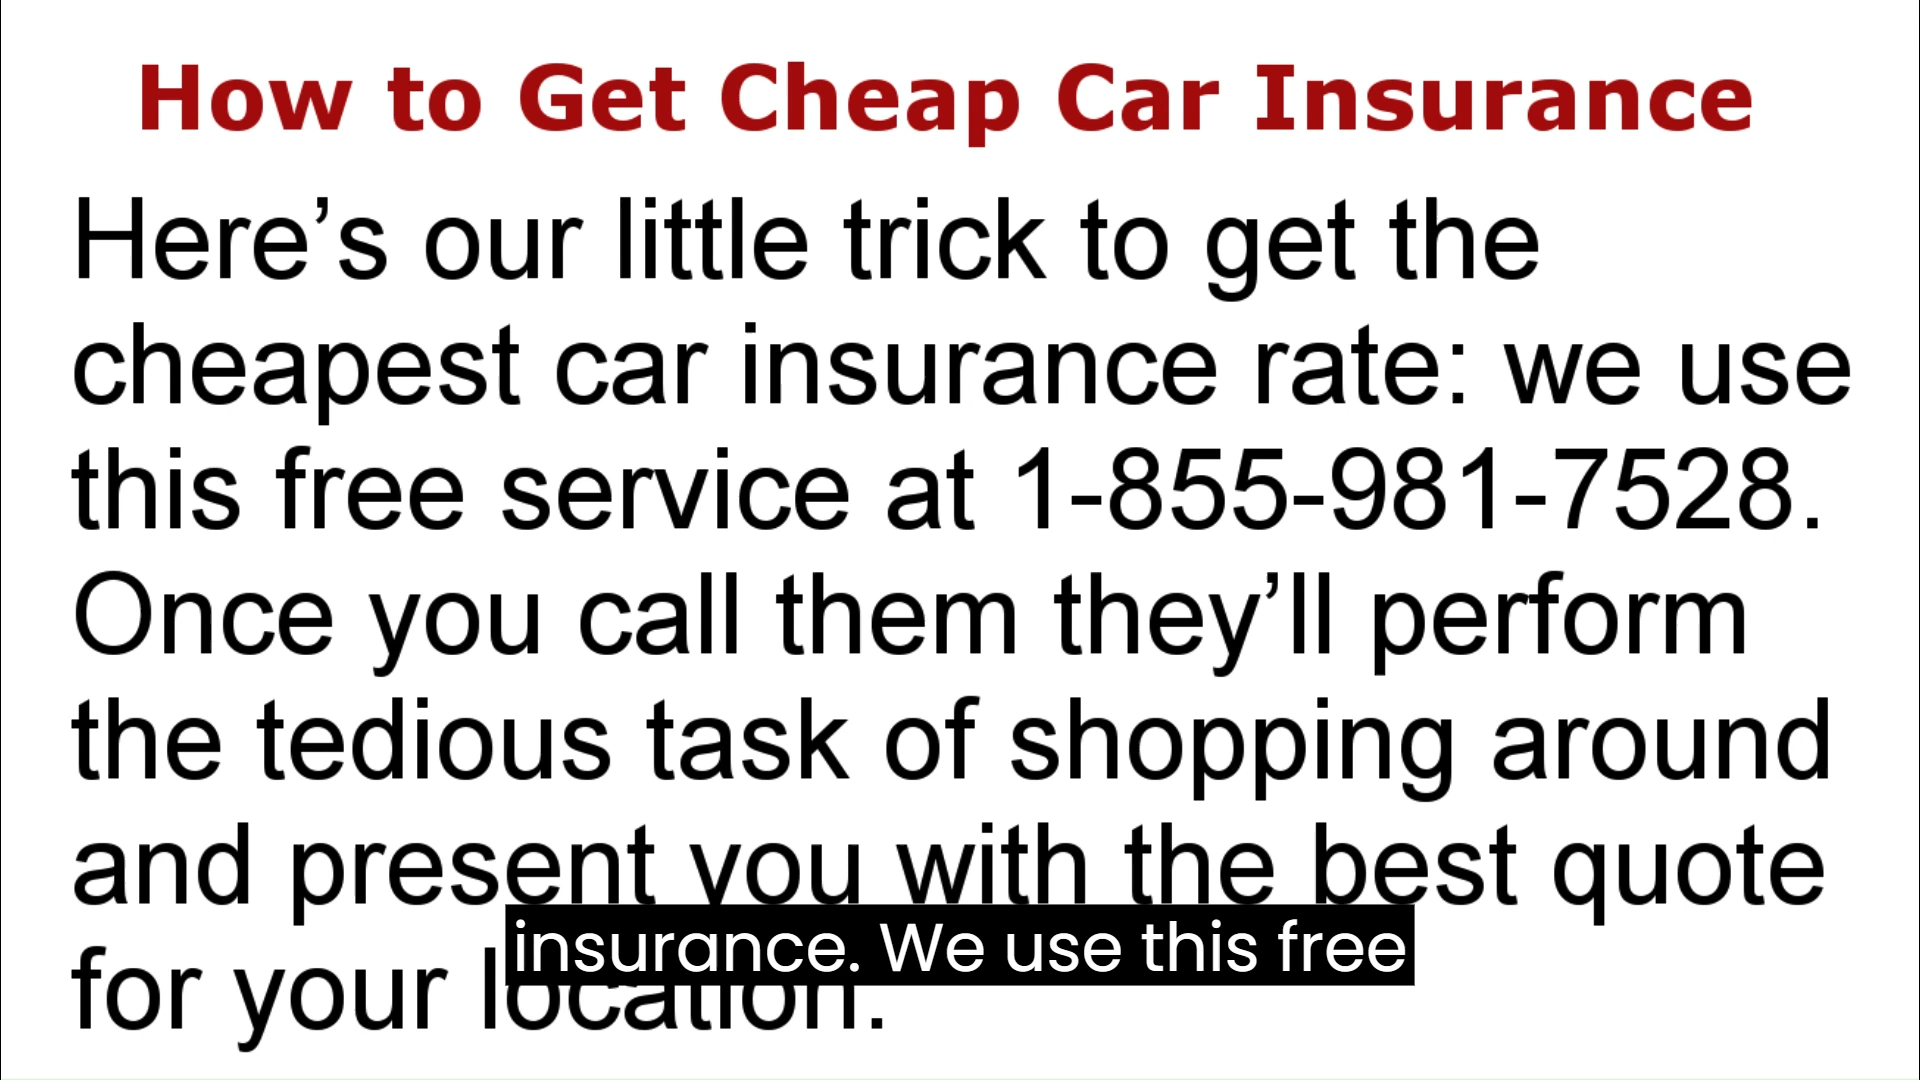 How to Get Cheap Car Insurance
Here’s our little trick to get the
cheapest car insurance rate: we use
this free service at 1-855-981-7528.
Once you call them they’ll perform
the tedious task of shopping around
and present you with the best quote
for your location.
insurance. We use this free